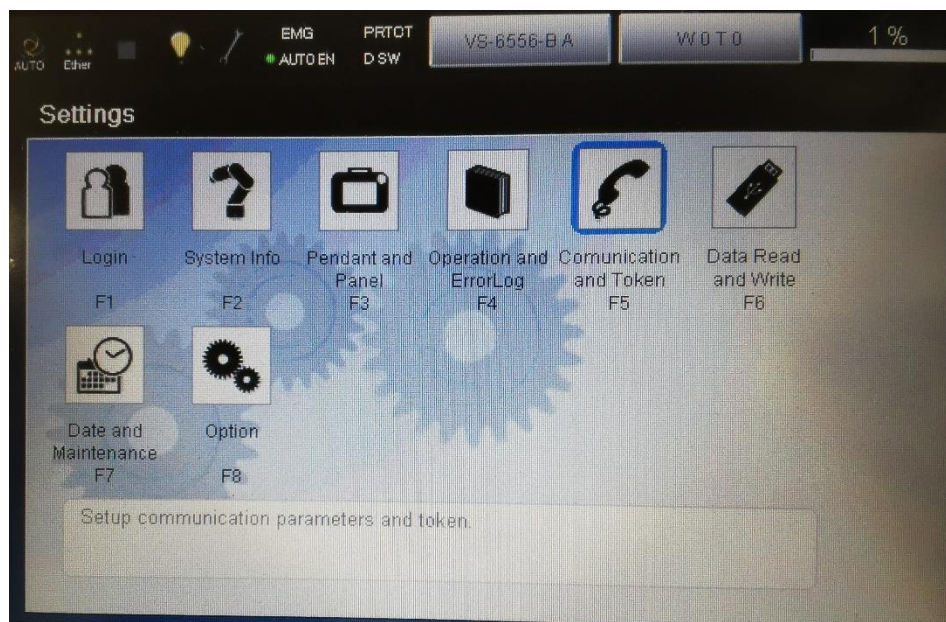 EMG PRTCT
AUTO Ether AUTO EN D SW VS-6556-B A W0T0 1 %
Settings
Login System Info Pendant and Operation and Comunication Data Read
Panel ErrorLog and Token and Write
F1 F2 F3 F4 F5 F6
Date and Option
Maintenance
F7 F8
Setup communication parameters and token.